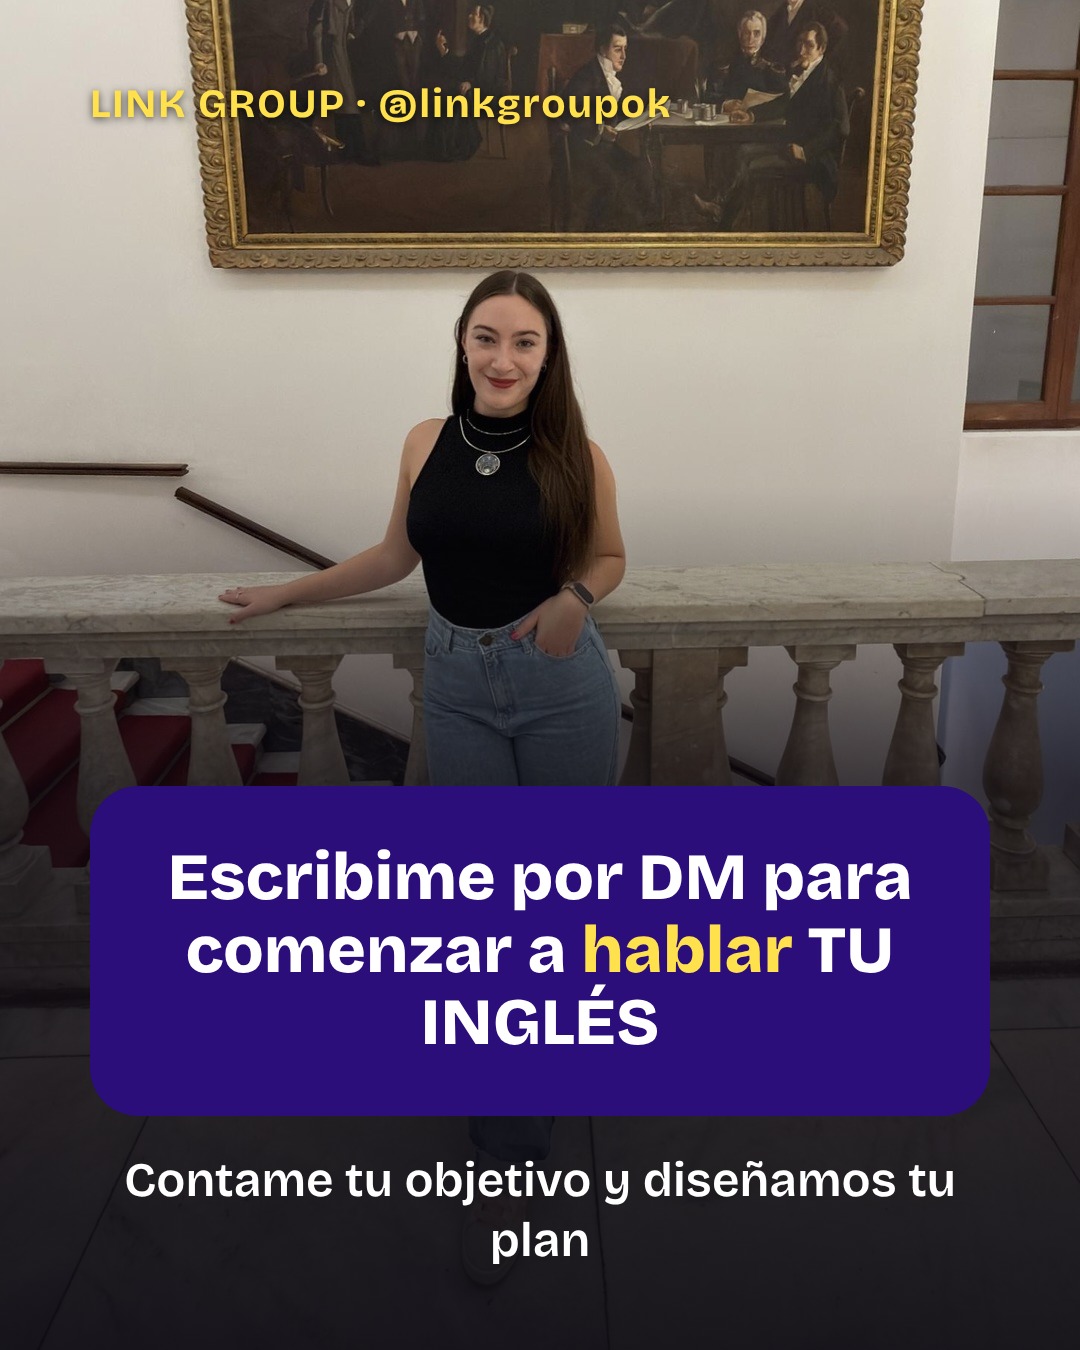 LINK GROUP • @linkgroupok
Escribime por DM para
comenzar a hablar TU
INGLÉS
Contame tu objetivo y diseñamos tu
plan